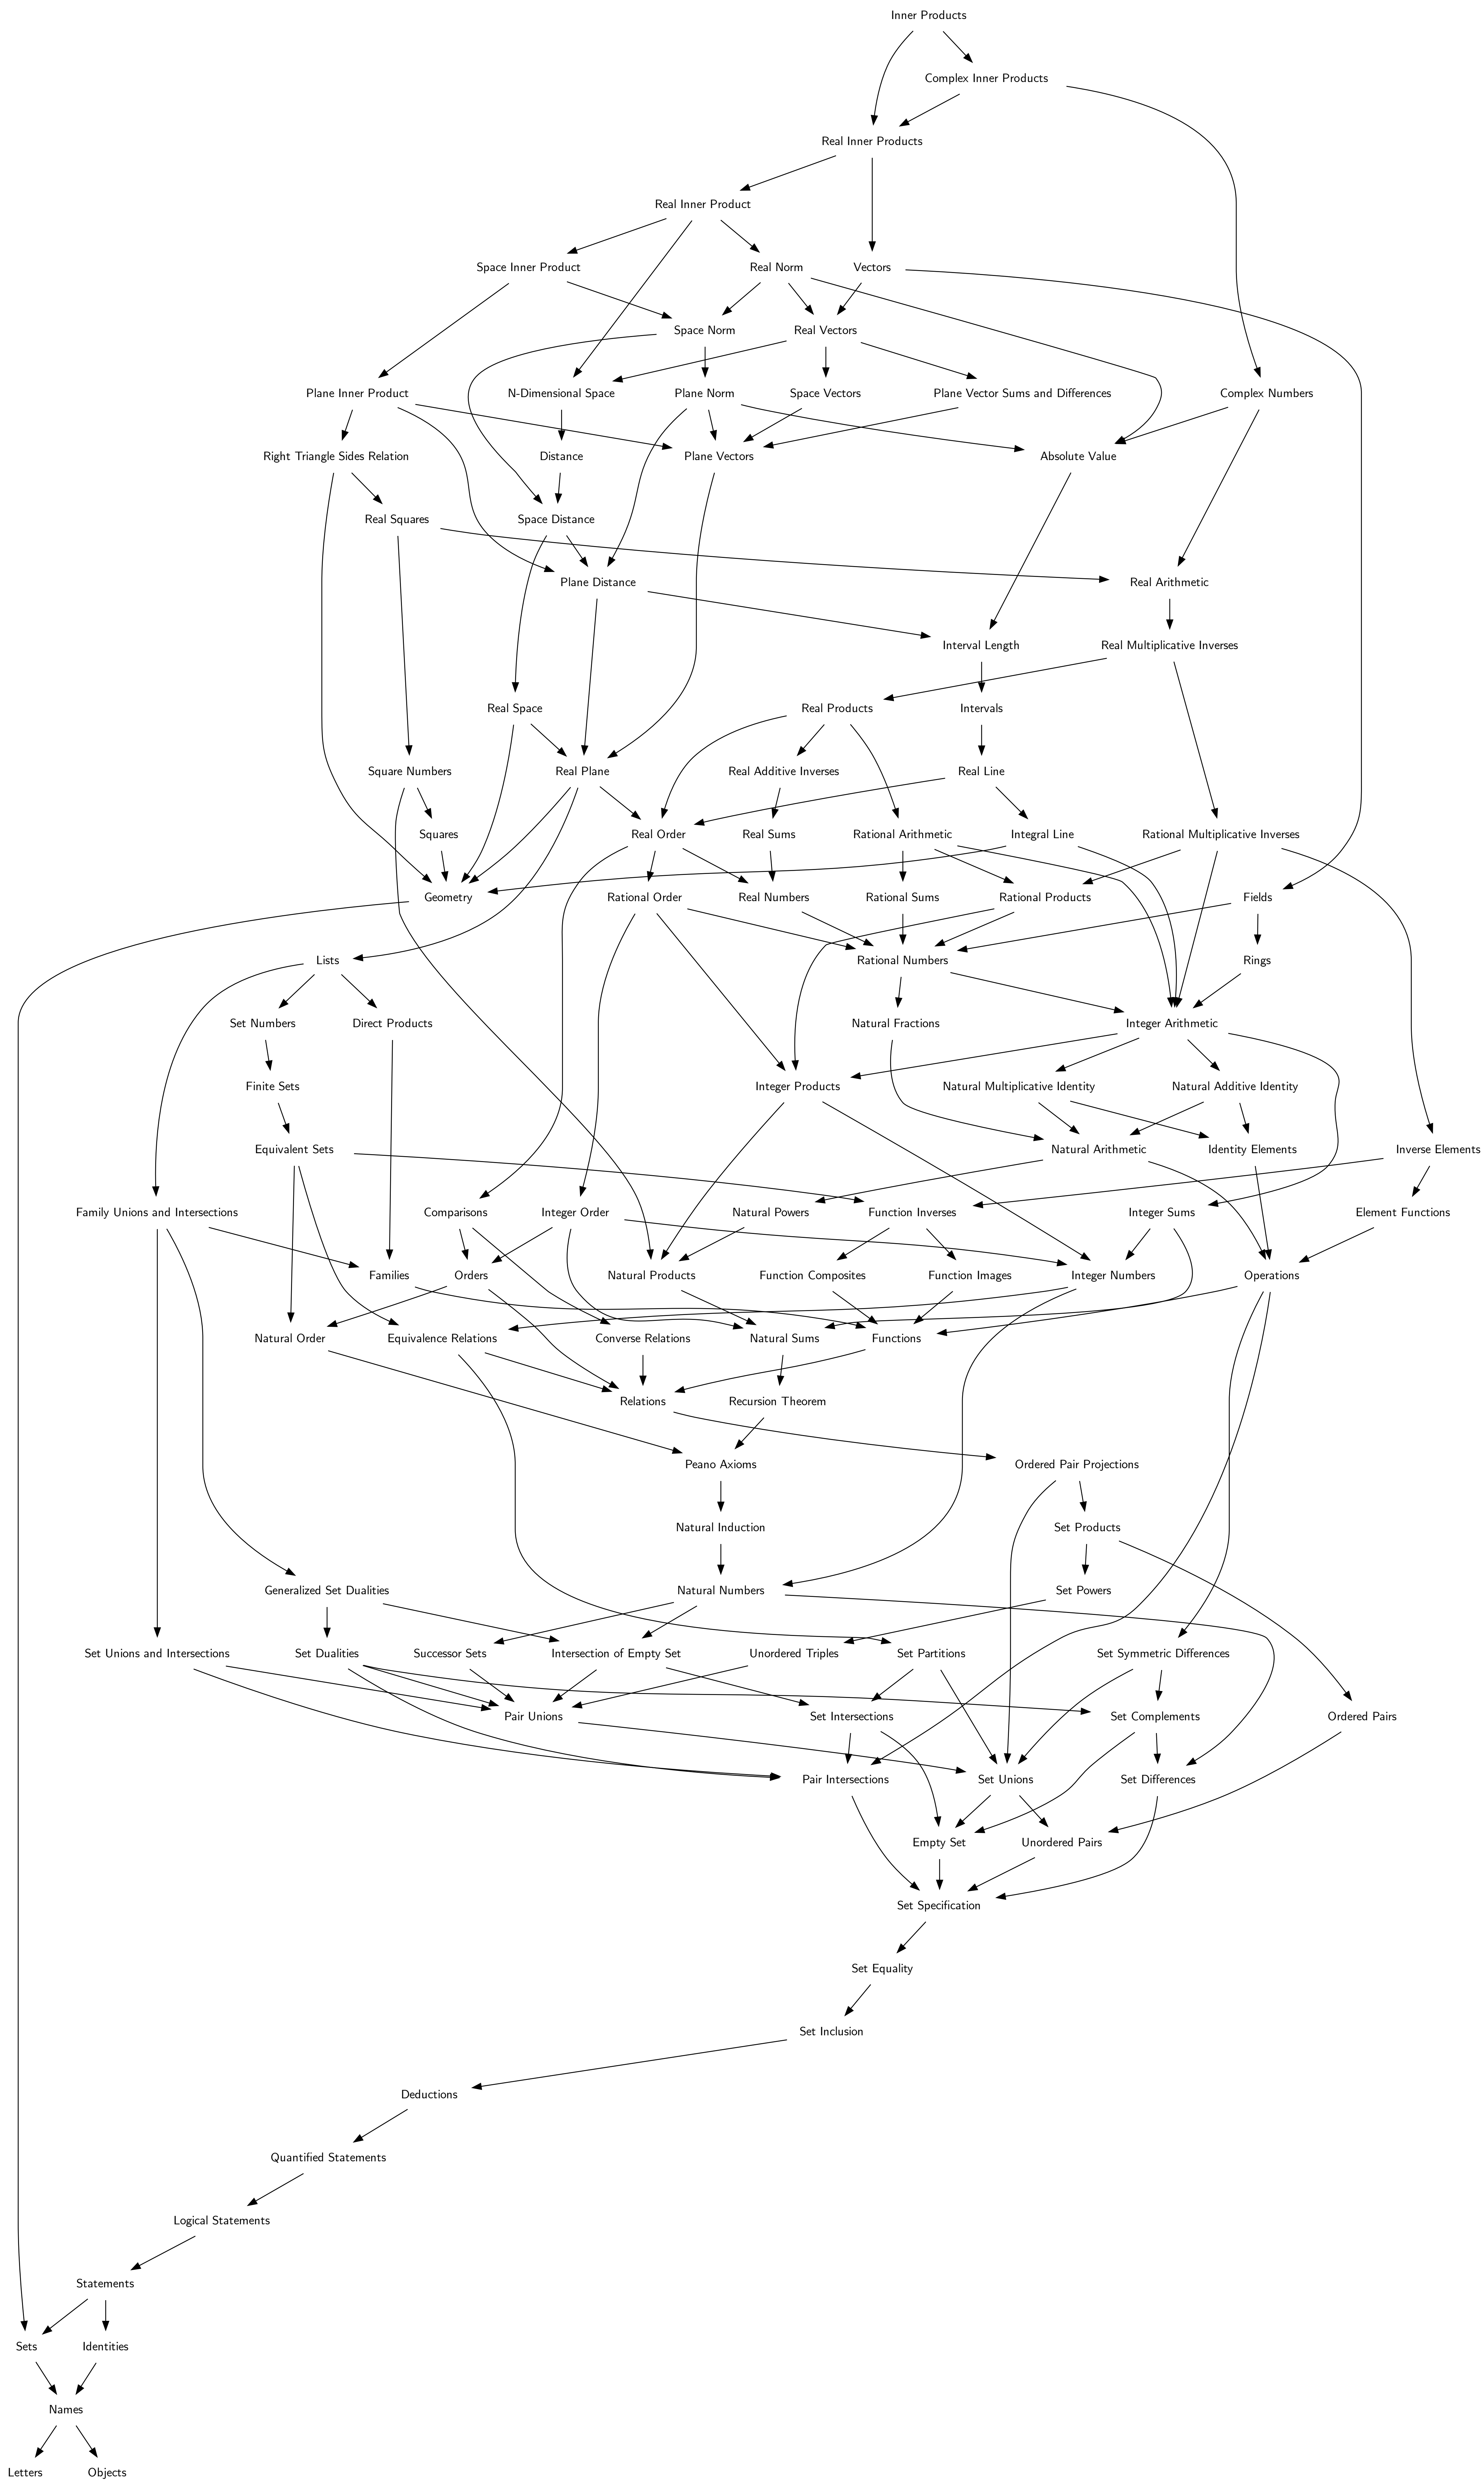 Inner Products
Complex Inner Products
Real Inner Products
Real Inner Product
Space Inner Product
Real Norm
Vectors
Space Norm
Real Vectors
Plane Inner Product
N-Dimensional Space
Plane Norm
Space Vectors
Plane Vector Sums and Differences
Complex Numbers
Right Triangle Sides Relation
Distance
Plane Vectors
Absolute Value
Real Squares
Space Distance
Plane Distance
Real Arithmetic
Interval Length
Real Multiplicative Inverses
Real Space
Real Products
Intervals
Square Numbers
Real Plane
Real Additive Inverses
Real Line
Squares
Real Order
Real Sums
Rational Arithmetic
Integral Line
Rational Multiplicative Inverses
Geometry
Rational Order
Real Numbers
Rational Sums
Rational Products
Fields
Lists
Rational Numbers
Rings
Set Numbers
Direct Products
Natural Fractions
Integer Arithmetic
Finite Sets
Integer Products
Natural Multiplicative Identity
Natural Additive Identity
Equivalent Sets
Natural Arithmetic
Identity Elements
Inverse Elements
Family Unions and Intersections
Comparisons
Integer Order
Natural Powers
Function Inverses
Integer Sums
Element Functions
Families
Orders
Natural Products
Function Composites
Function Images
Integer Numbers
Operations
Natural Order
Equivalence Relations
Converse Relations
Natural Sums
Functions
Relations
Recursion Theorem
Peano Axioms
Ordered Pair Projections
Natural Induction
Set Products
Generalized Set Dualities
Natural Numbers
Set Powers
Set Unions and Intersections
Set Dualities
Successor Sets
Intersection of Empty Set
Unordered Triples
Set Partitions
Set Symmetric Differences
Pair Unions
Set Intersections
Set Complements
Ordered Pairs
Pair Intersections
Set Unions
Set Differences
Empty Set
Unordered Pairs
Set Specification
Set Equality
Set Inclusion
Deductions
Quantified Statements
Logical Statements
Statements
Sets
Identities
Names
Letters
Objects